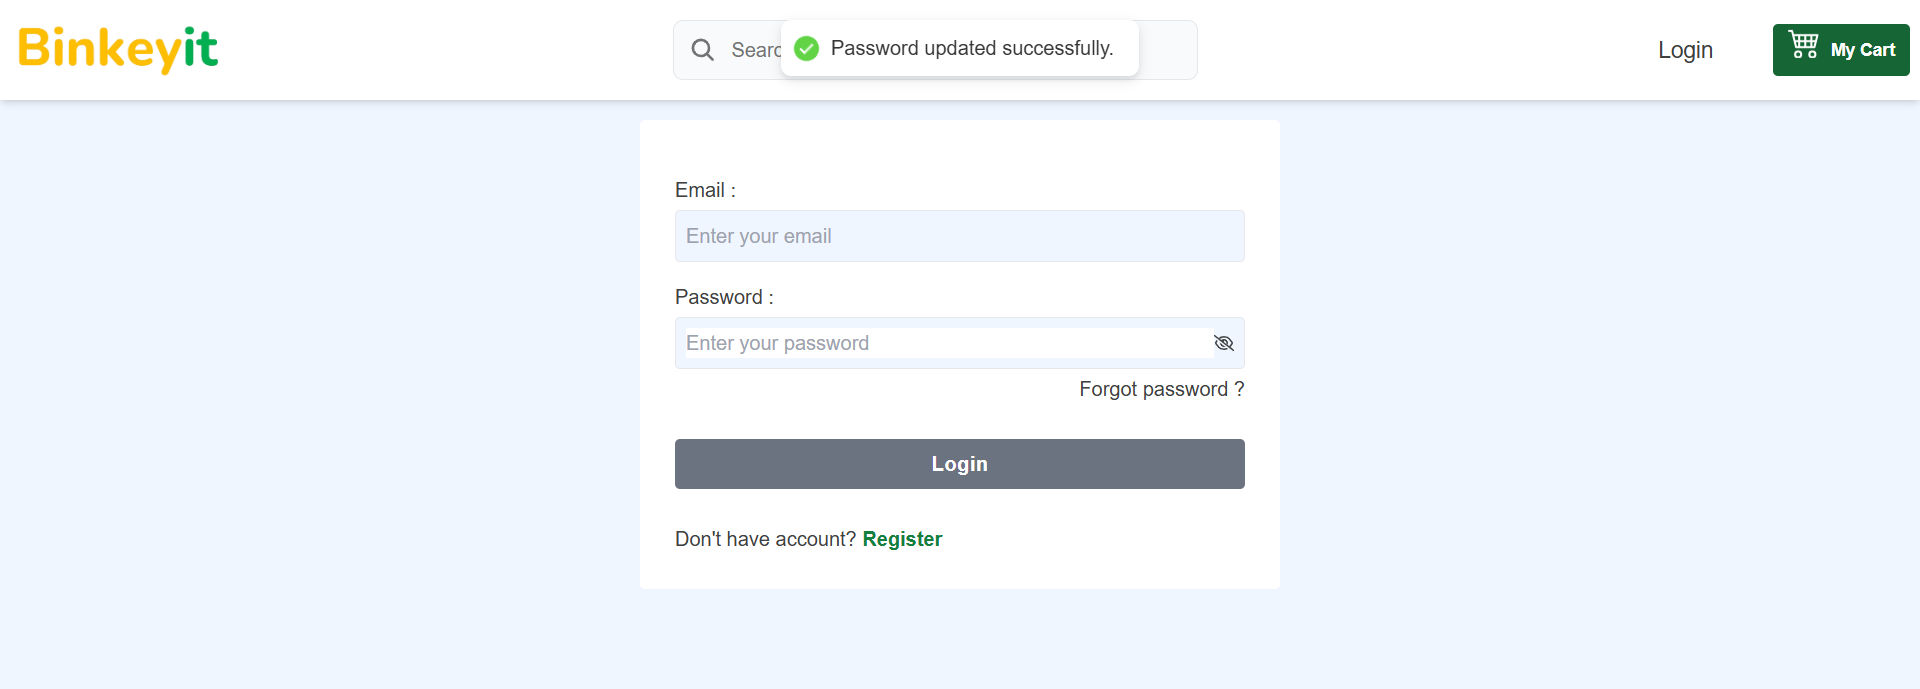 Binkeyit
Searc
Password updated successfully.
Login
My Cart
Email :
Enter your email
Password :
Enter your password
Forgot password ?
Login
Don't have account? Register